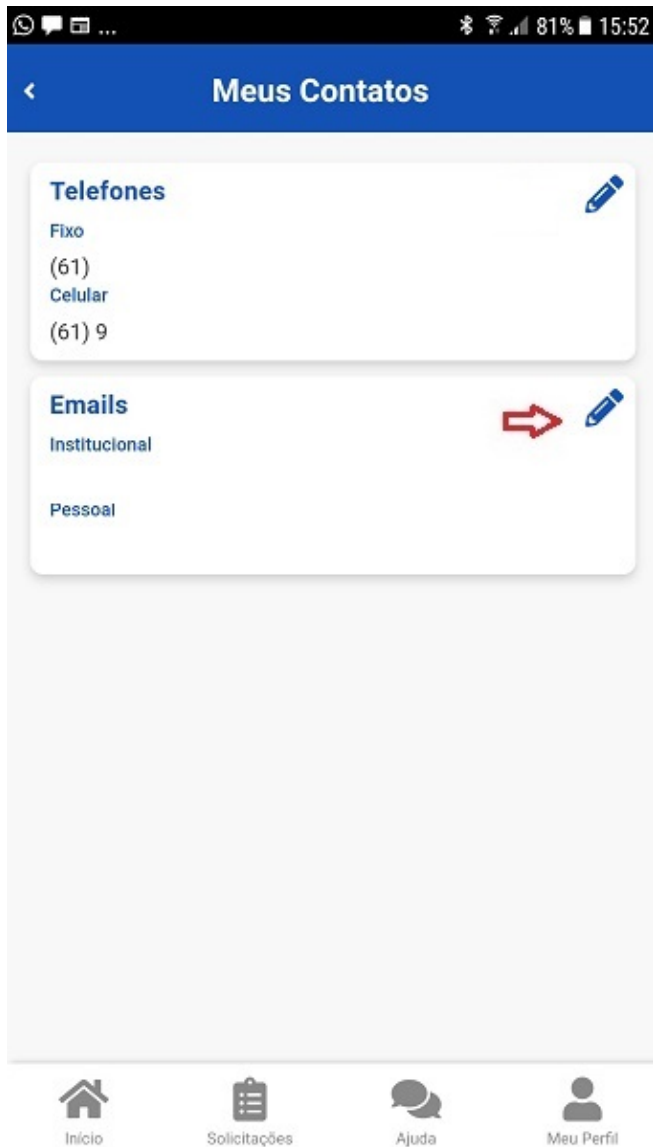 ... 81% 15:52
Meus Contatos
Telefones
Fixo
(61)
Celular
(61) 9
Emails
Institucional
Pessoal
Início Solicitações Ajuda Meu Perfil